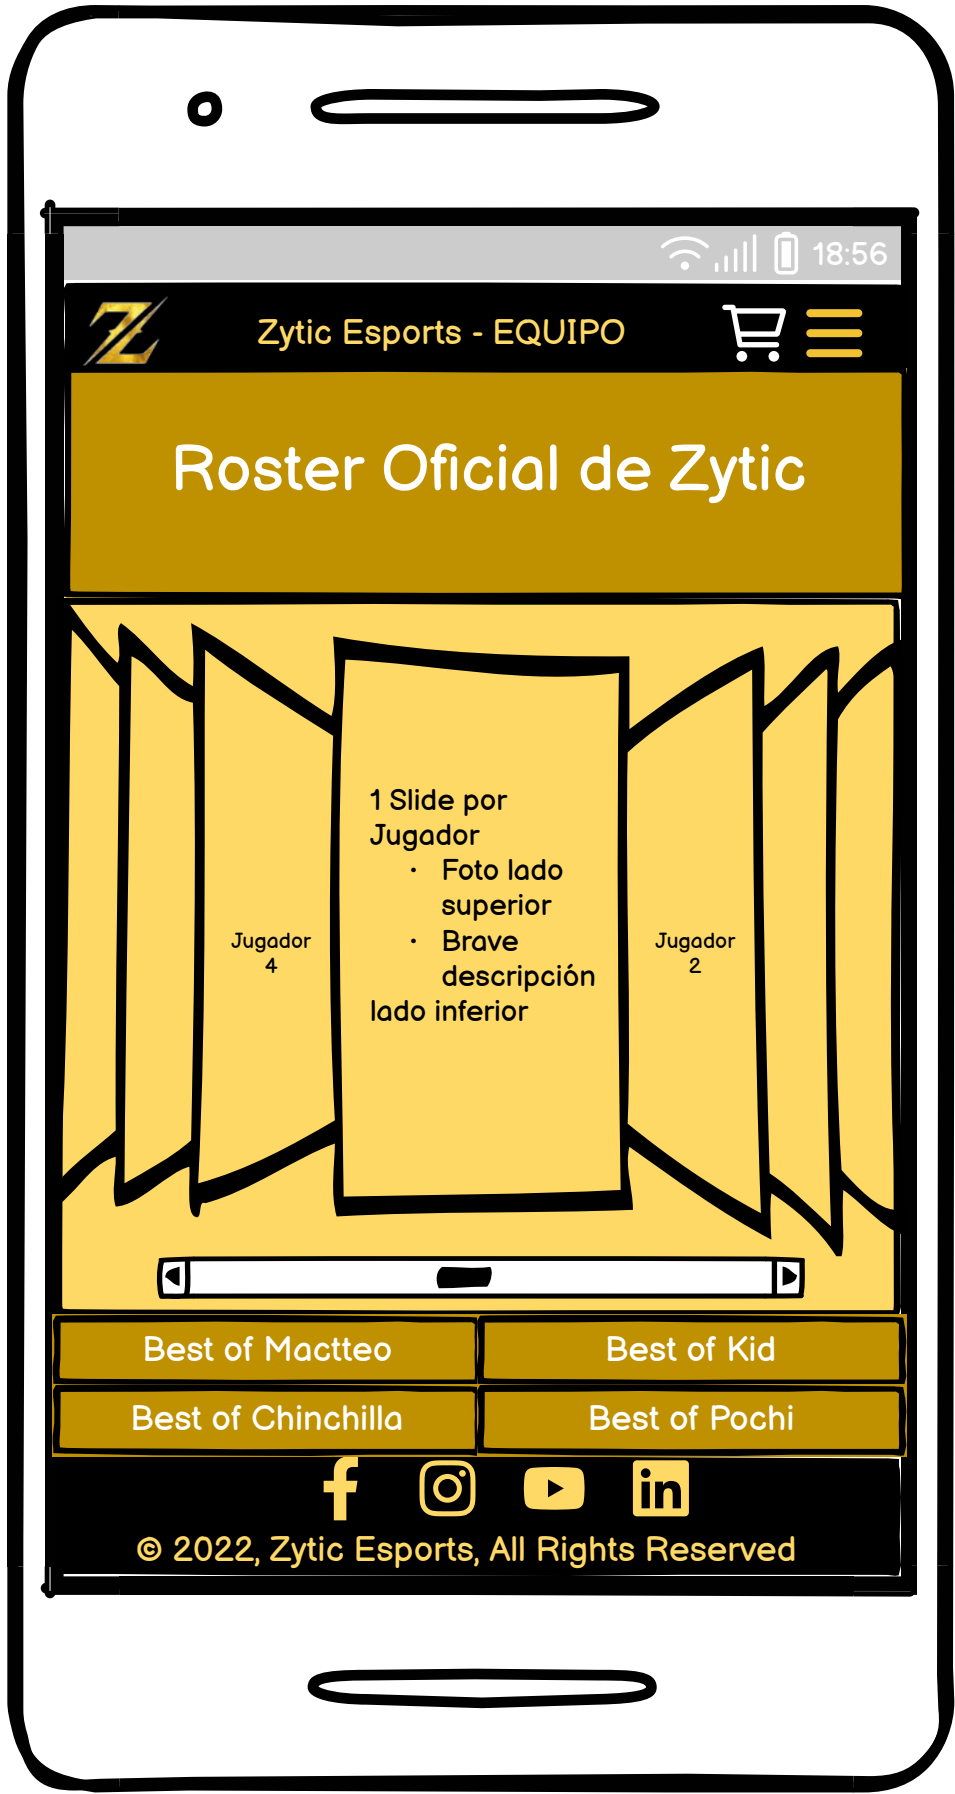 18:56
Z
Zytic Esports - EQUIPO
Roster Oficial de Zytic
1 Slide por
Jugador
· Foto lado
superior
· Brave
descripción
lado inferior
Jugador
4
Jugador
2
Best of Mactteo
Best of Kid
Best of Chinchilla
Best of Pochi
© 2022, Zytic Esports, All Rights Reserved